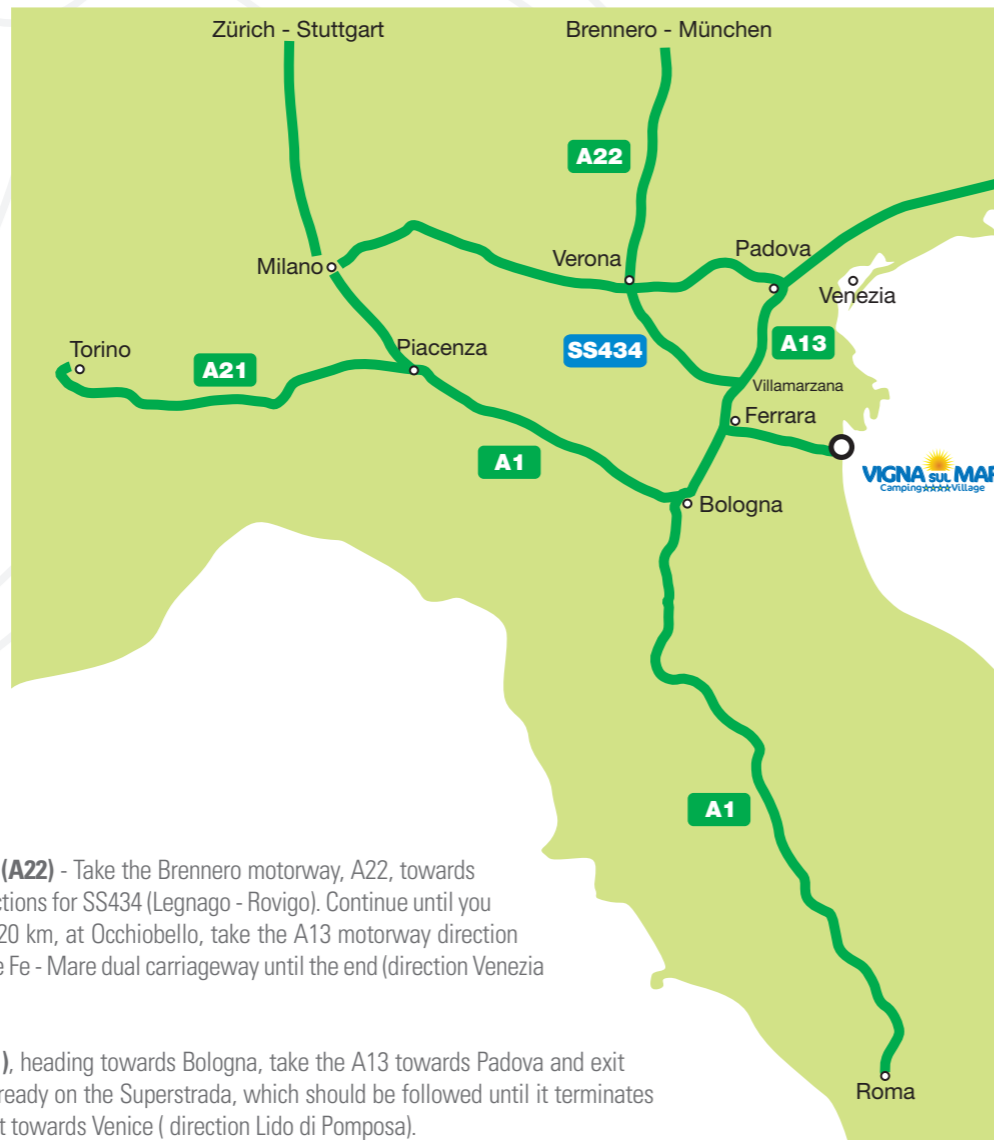 Zürich - Stuttgart
Brennero - München
A22
Verona
Padova
Milano
Venezia
SS434
A13
Torino
Piacenza
A21
Villamarzana
Ferrara
A1
VIGNA SUL MAR
Camping★★★★Village
Bologna
A1
(A22) - Take the Brennero motorway, A22, towards
ctions for SS434 (Legnago - Rovigo). Continue until you
20 km, at Occhiobello, take the A13 motorway direction
e Fe - Mare dual carriageway until the end (direction Venezia
), heading towards Bologna, take the A13 towards Padova and exit
ready on the Superstrada, which should be followed until it terminates
t towards Venice ( direction Lido di Pomposa).
Roma